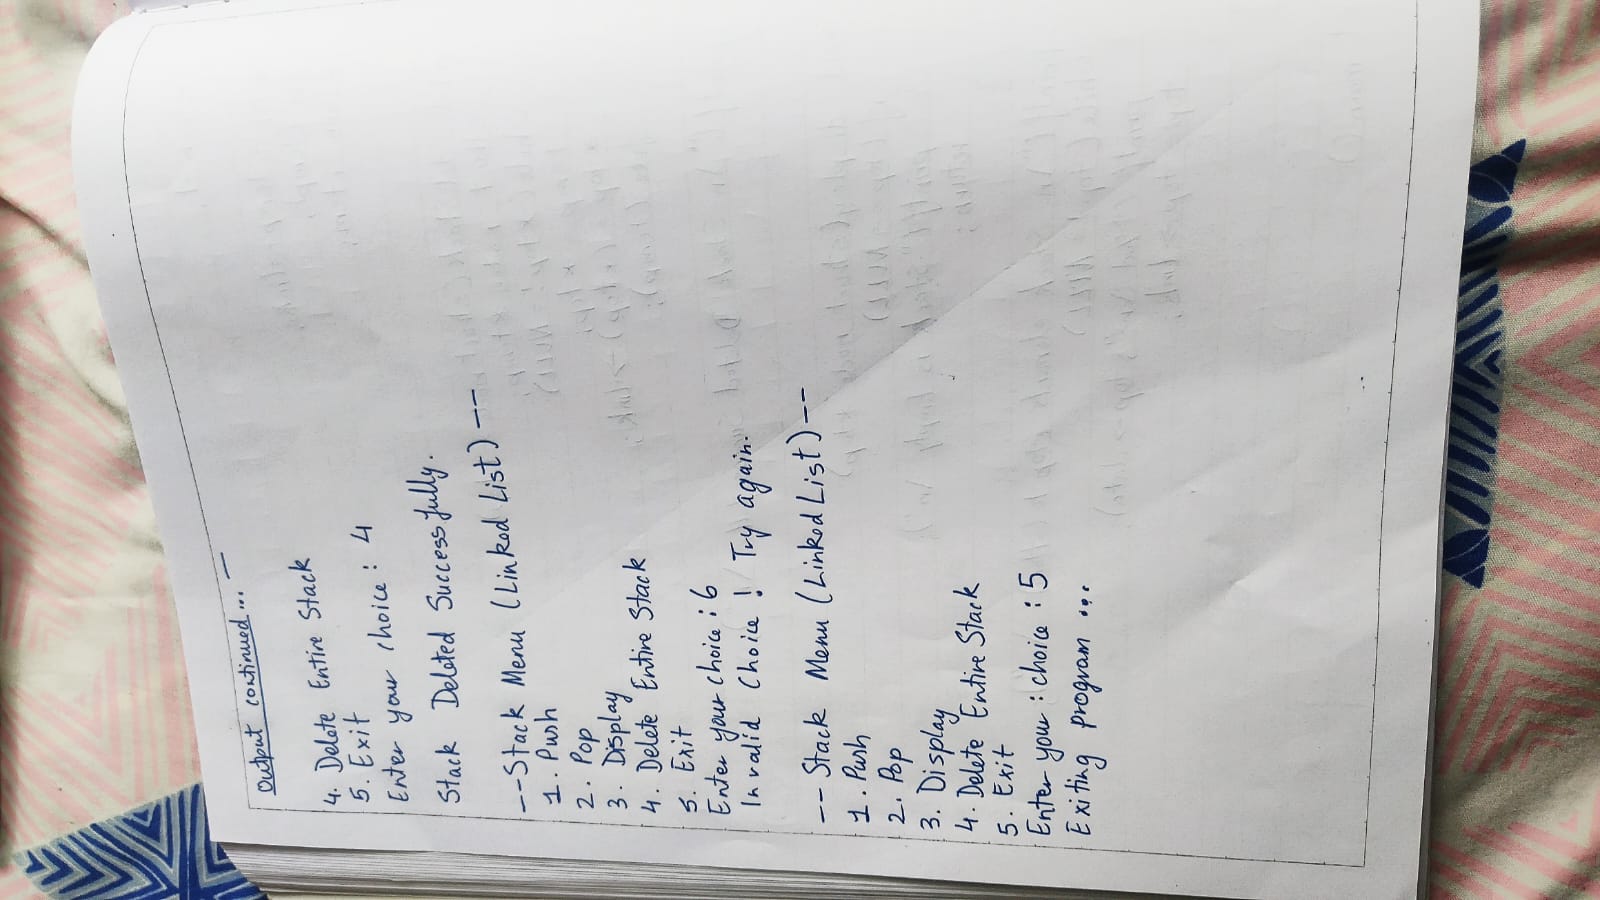 Output continued... —
4. Delete Entire Stack
5. Exit
Enter your choice : 4
Stack Deleted Successfully.
--Stack Menu (Linked List) --
1. Push
2. Pop
3. Display
4. Delete Entire Stack
5. Exit
Enter your choice : 6
Invalid Choice ! Try again.
-- Stack Menu (Linked List) --
1. Push
2. Pop
3. Display
4. Delete Entire Stack
5. Exit
Enter your : choice : 5
Exiting program ...